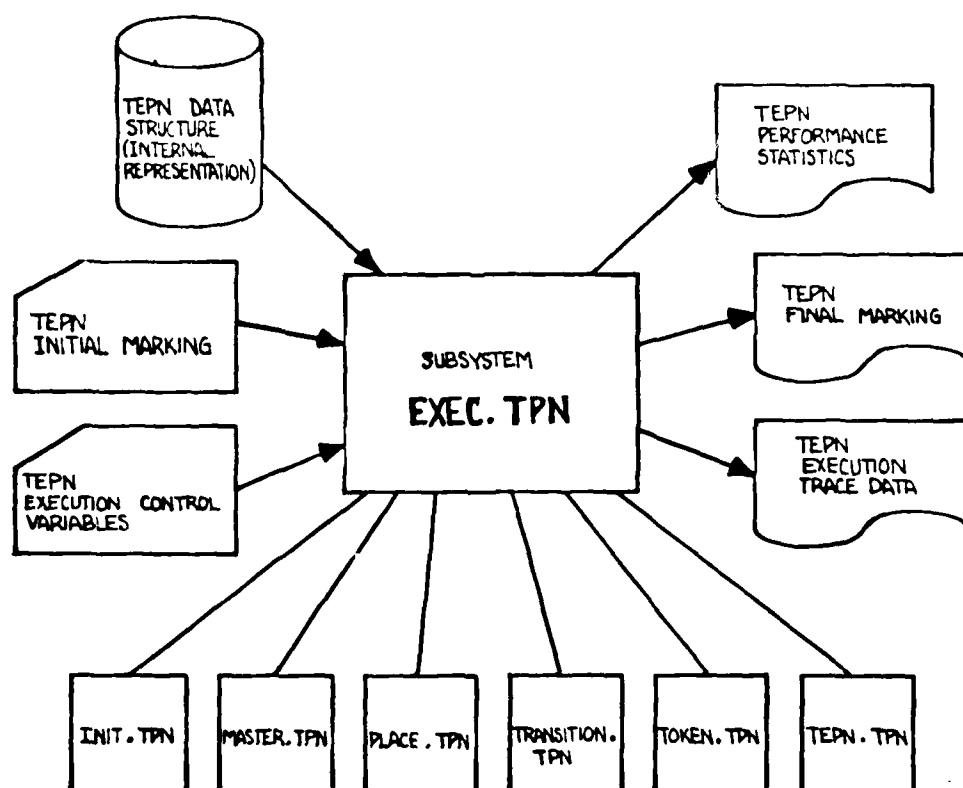 TEPN DATA
STRUCTURE
(INTERNAL
REPRESENTATION)
TEPN
PERFORMANCE
STATISTICS
TEPN
INITIAL MARKING
SUBSYSTEM
EXEC. TPN
TEPN
FINAL MARKING
TEPN
EXECUTION CONTROL
VARIABLES
TEPN
EXECUTION
TRACE DATA
INIT. TPN
MASTER. TPN
PLACE. TPN
TRANSITION.
TPN
TOKEN. TPN
TEPN. TPN